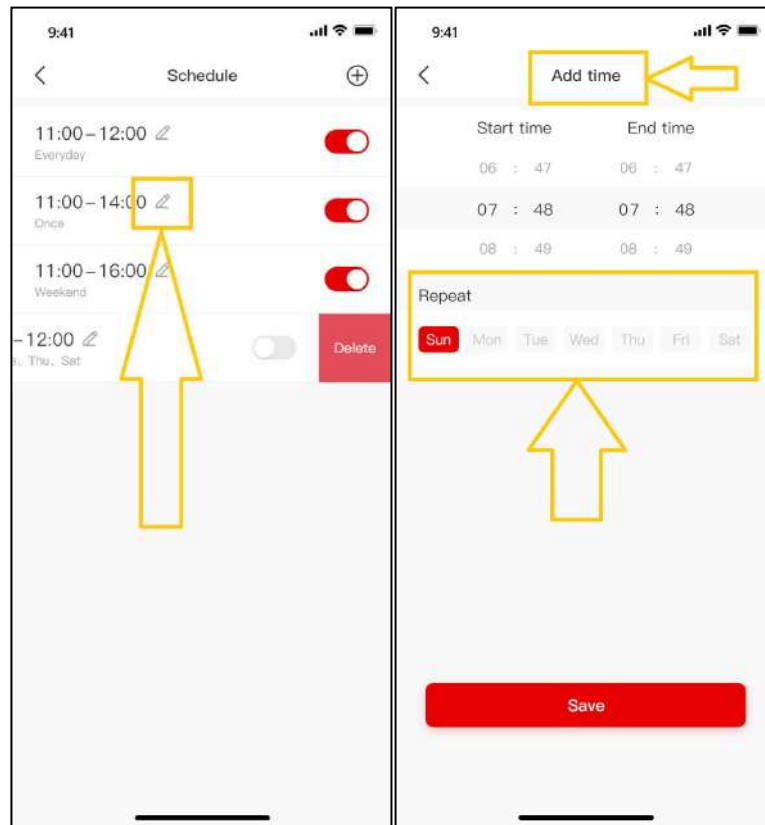 9:41
Schedule
11:00–12:00
Everyday
11:00–14:00
Once
11:00–16:00
Weekend
–12:00
Thu、Sat
Delete
9:41
Add time
Start time End time
06 : 47 06 : 47
07 : 48 07 : 48
08 : 49 08 : 49
Repeat
Sun Mon Tue Wed Thu Fri Sat
Save